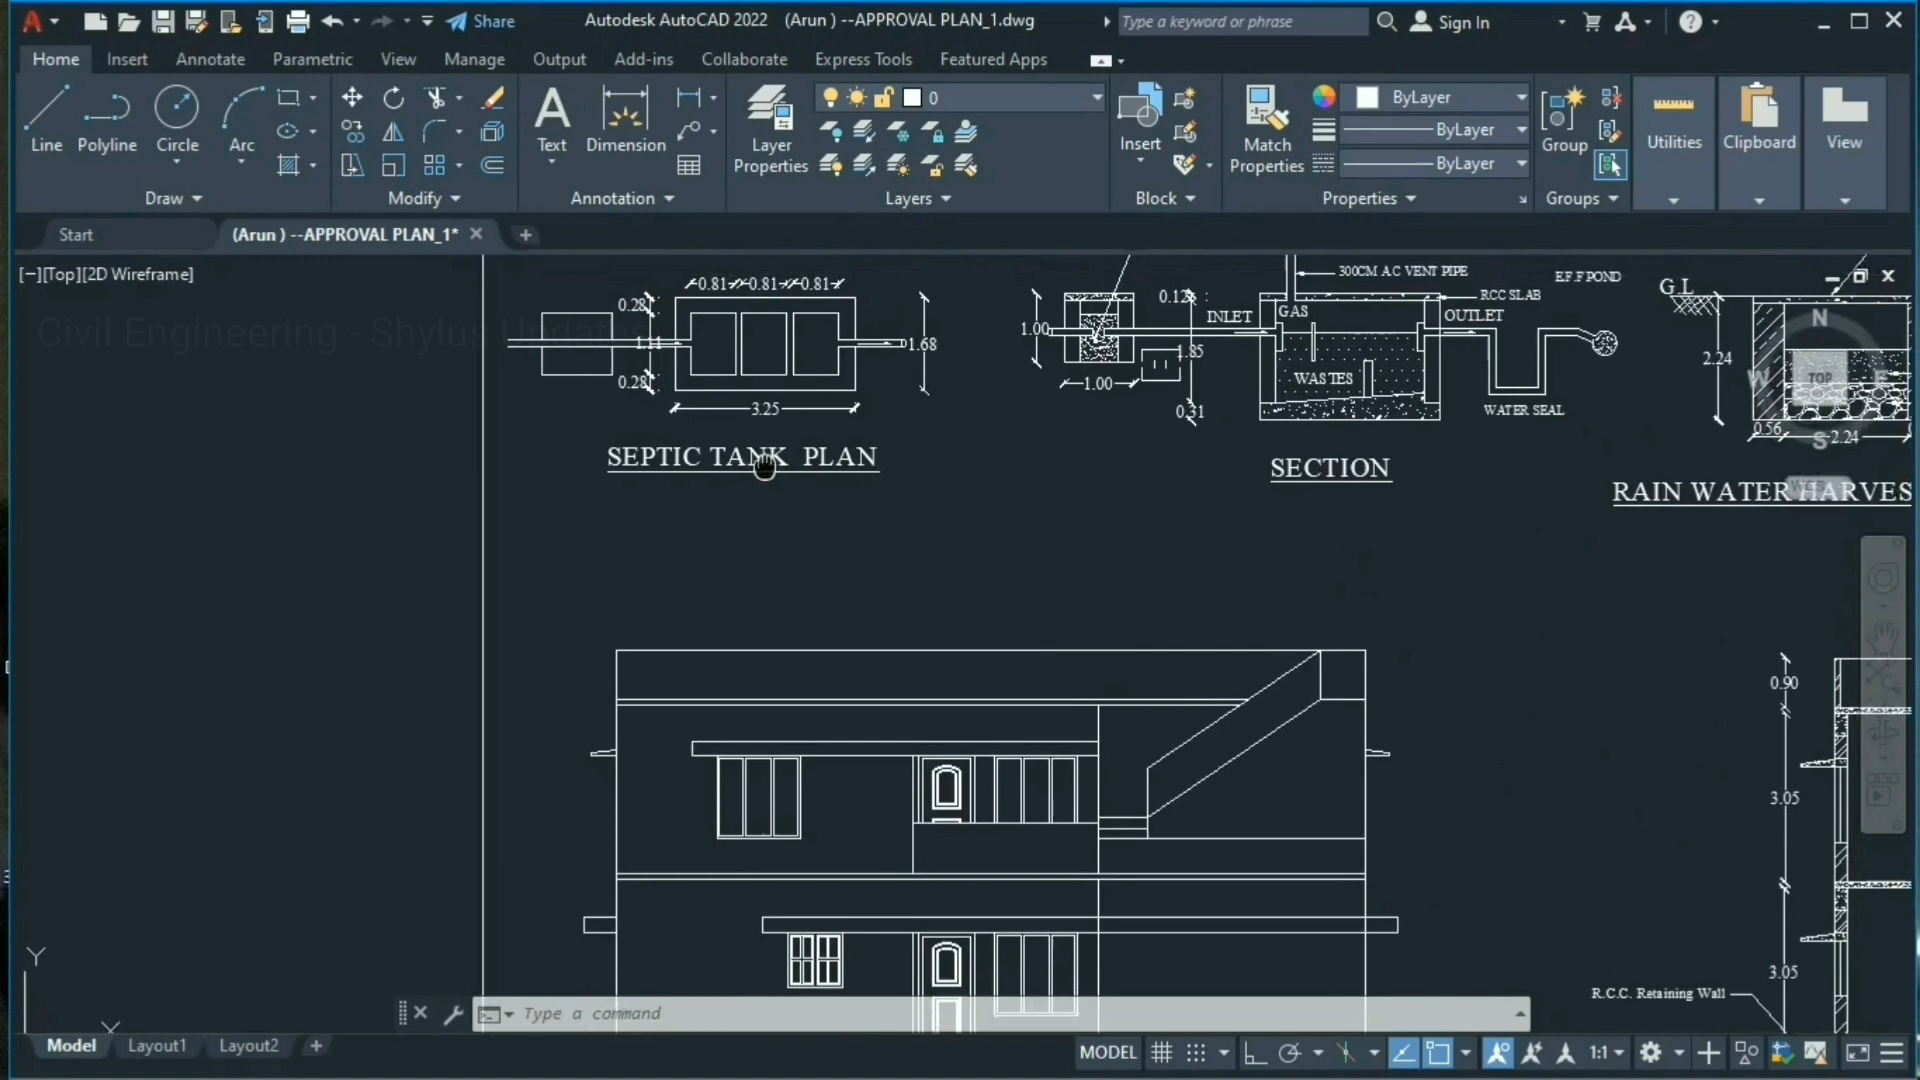 Share
Autodesk AutoCAD 2022 (Arun ) --APPROVAL PLAN_1.dwg
Type a keyword or phrase
Sign In
Home Insert Annotate Parametric View Manage Output Add-ins Collaborate Express Tools Featured Apps
0
ByLayer
ByLayer
ByLayer
Line Polyline Circle Arc
Text Dimension
Layer Properties
Insert
Match Properties
Group
Utilities
Clipboard
View
Draw
Modify
Annotation
Layers
Block
Properties
Groups
Start
(Arun ) --APPROVAL PLAN_1*
[−][Top][2D Wireframe]
Civil Engineering - Shylus Updates
0.81 0.81 0.81
0.28
1.11
0.28
1.68
3.25
SEPTIC TANK PLAN
1.00
1.00
0.12
1.85
0.31
INLET
GAS
300CM A C VENT PIPE
RCC SLAB
OUTLET
WASTES
WATER SEAL
E.F.F POND
SECTION
G.L
2.24
0.56
2.24
N
W
TOP
E
S
WCS
RAIN WATER HARVES
0.90
3.05
3.05
R.C.C. Retaining Wall
Y
Type a command
Model Layout1 Layout2
MODEL
1:1